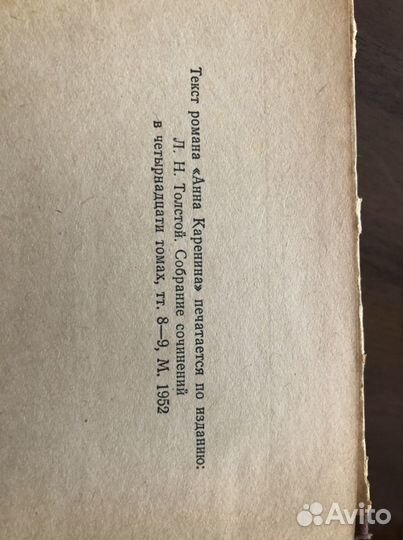 Текст романа «Анна Каренина» печатается по изданию:
Л. Н. Толстой. Собрание сочинений
в четырнадцати томах, тт. 8—9, М. 1952
Avito